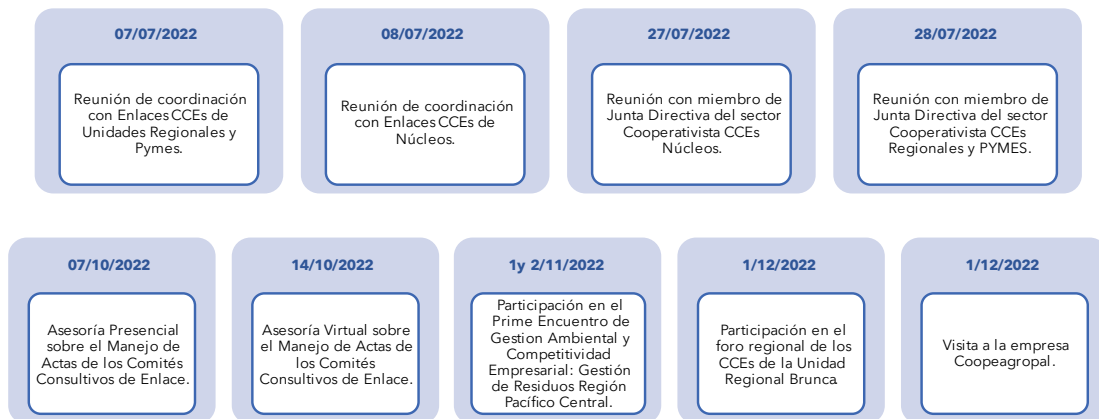 07/07/2022
Reunión de coordinación
con Enlaces CCEs de
Unidades Regionales y
Pymes.
08/07/2022
Reunión de coordinación
con Enlaces CCEs de
Núcleos.
27/07/2022
Reunión con miembro de
Junta Directiva del sector
Cooperativista CCEs
Núcleos.
28/07/2022
Reunión con miembro de
Junta Directiva del sector
Cooperativista CCEs
Regionales y PYMES.
07/10/2022
Asesoría Presencial
sobre el Manejo de
Actas de los Comités
Consultivos de Enlace.
14/10/2022
Asesoría Virtual sobre
el Manejo de Actas de
los Comités
Consultivos de Enlace.
1y 2/11/2022
Participación en el
Prime Encuentro de
Gestion Ambiental y
Competitividad
Empresarial: Gestión
de Residuos Región
Pacífico Central.
1/12/2022
Participación en el
foro regional de los
CCEs de la Unidad
Regional Brunca.
1/12/2022
Visita a la empresa
Coopeagropal.